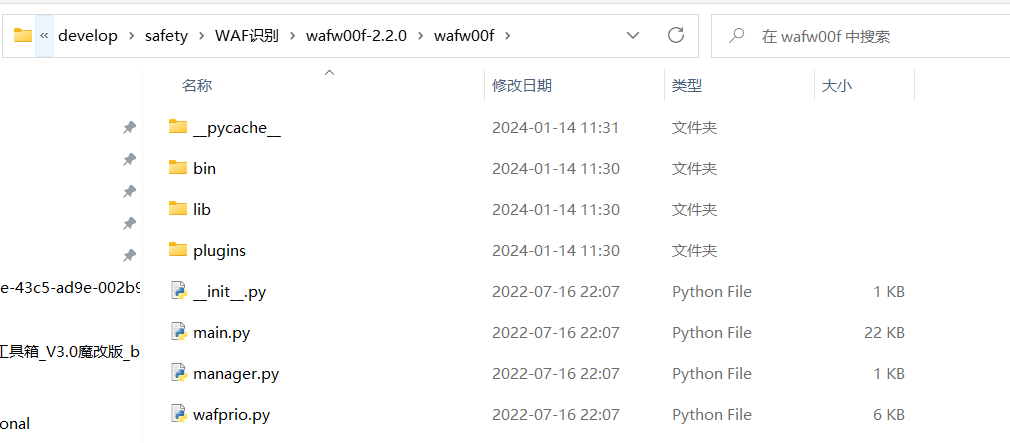 « develop › safety › WAF识别 › wafw00f-2.2.0 › wafw00f ›
在 wafw00f 中搜索
名称 修改日期 类型 大小
__pycache__ 2024-01-14 11:31 文件夹
bin 2024-01-14 11:30 文件夹
lib 2024-01-14 11:30 文件夹
plugins 2024-01-14 11:30 文件夹
e-43c5-ad9e-002b9
__init__.py 2022-07-16 22:07 Python File 1 KB
main.py 2022-07-16 22:07 Python File 22 KB
工具箱_V3.0魔改版_b
manager.py 2022-07-16 22:07 Python File 1 KB
wafprio.py 2022-07-16 22:07 Python File 6 KB
onal